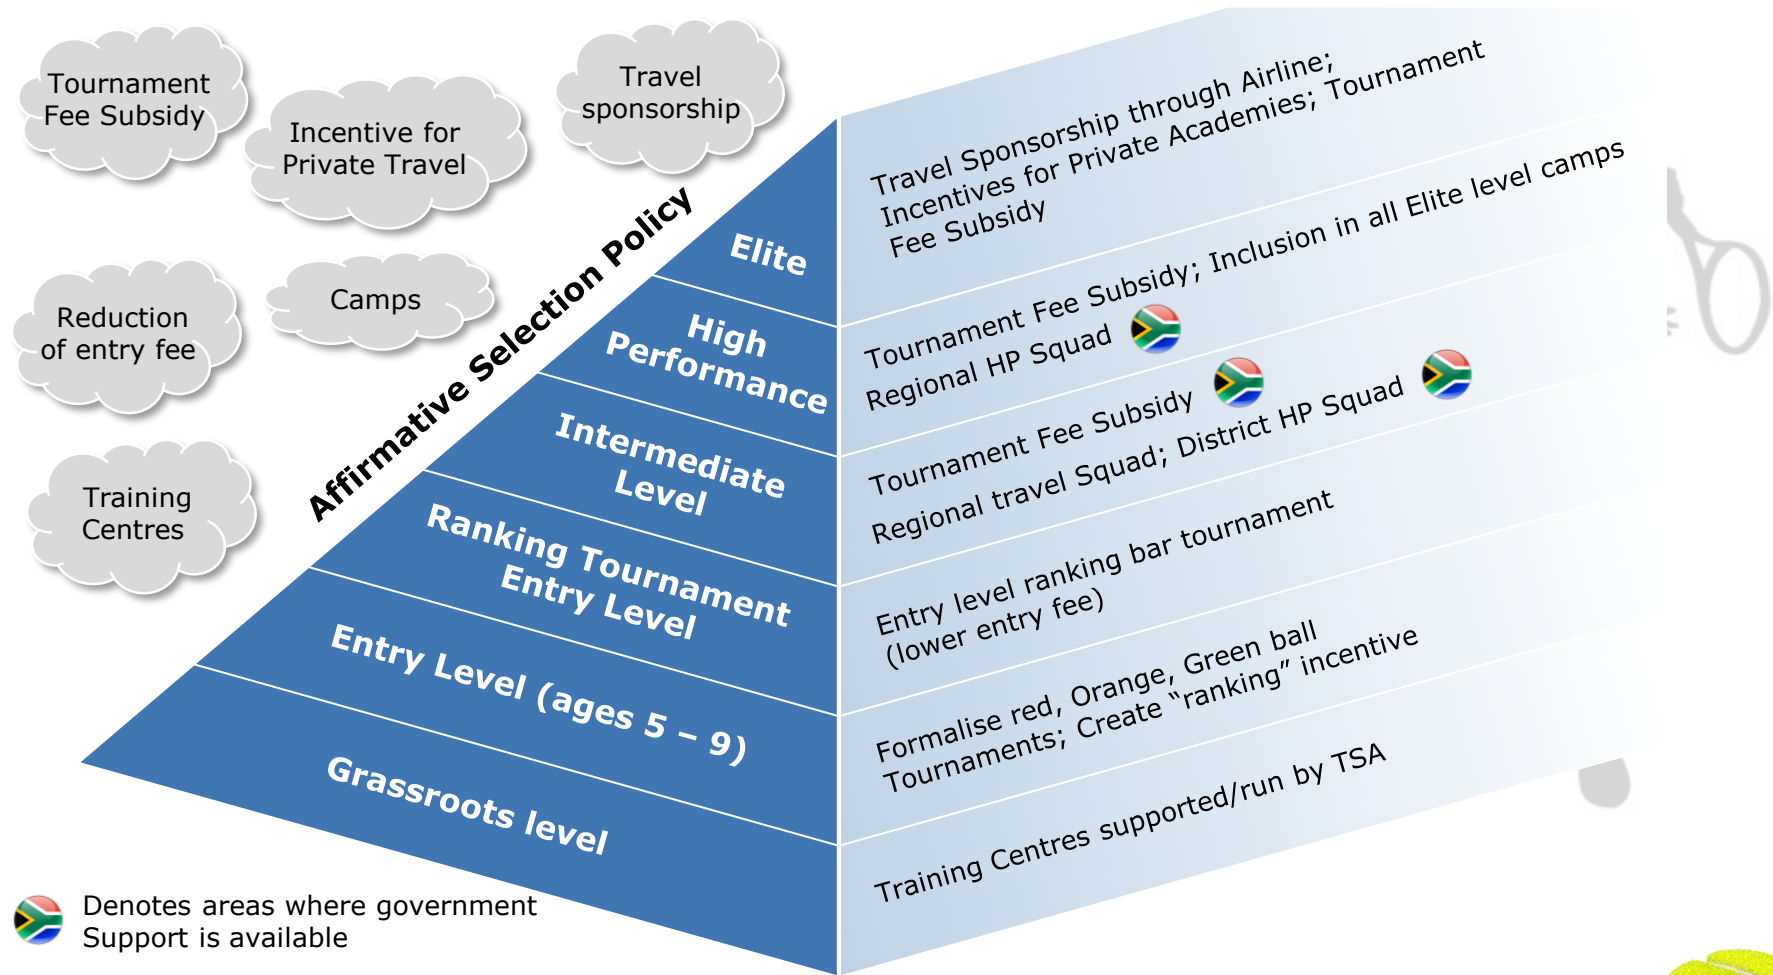 Tournament
Fee Subsidy
Incentive for
Private Travel
Travel
sponsorship
Reduction
of entry fee
Camps
Training
Centres
Affirmative Selection Policy
Elite
High
Performance
Intermediate
Level
Ranking Tournament
Entry Level
Entry Level (ages 5 – 9)
Grassroots level
Travel Sponsorship through Airline;
Incentives for Private Academies; Tournament
Fee Subsidy
Tournament Fee Subsidy; Inclusion in all Elite level camps
Regional HP Squad
Tournament Fee Subsidy
Regional travel Squad; District HP Squad
Entry level ranking bar tournament
(lower entry fee)
Formalise red, Orange, Green ball
Tournaments; Create “ranking” incentive
Training Centres supported/run by TSA
Denotes areas where government
Support is available